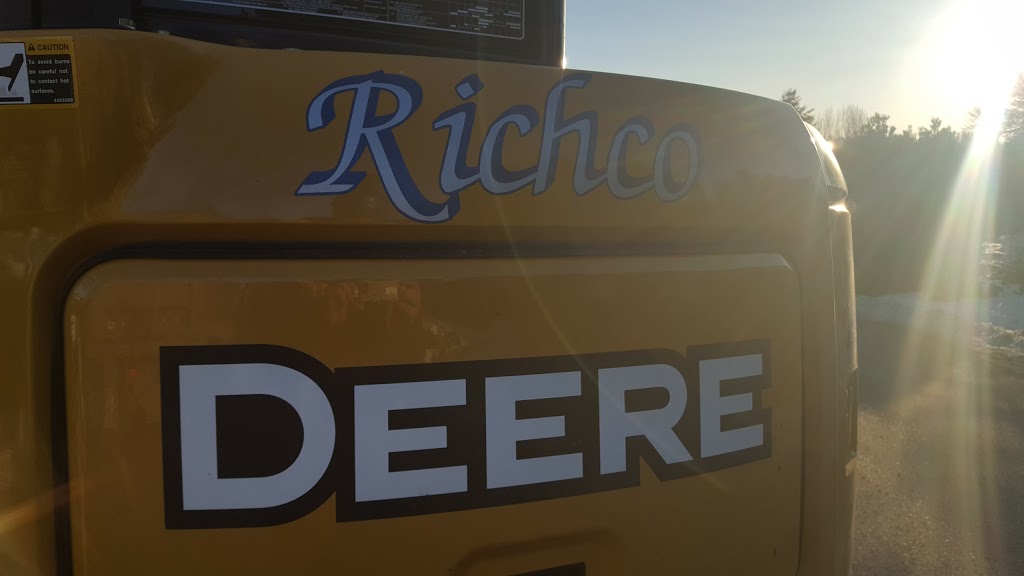 CAUTION
To avoid burns
be careful not
to contact hot
surfaces.
Richco
DEERE